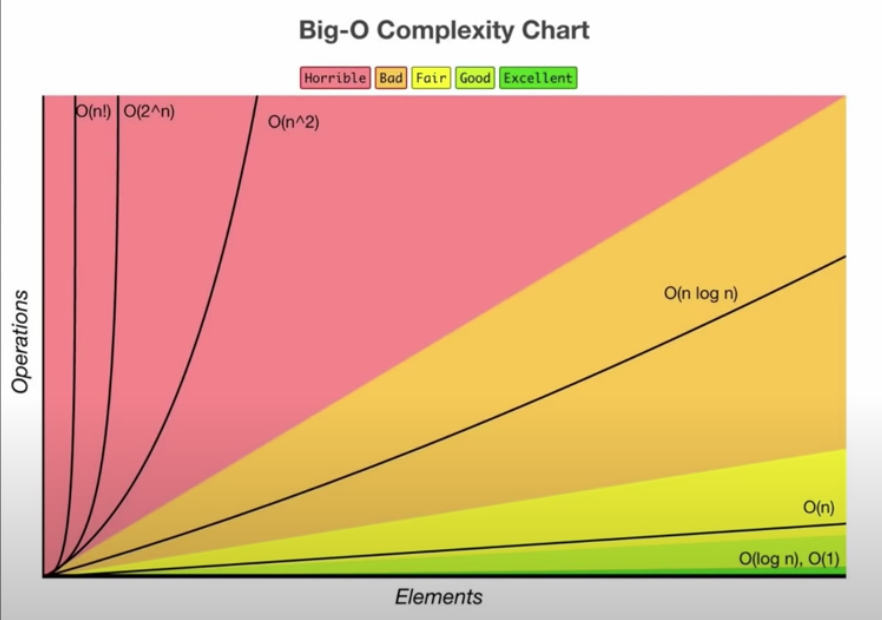 Big-O Complexity Chart
Horrible Bad Fair Good Excellent
O(n!) O(2^n)
O(n^2)
O(n log n)
O(n)
O(log n), O(1)
Operations
Elements